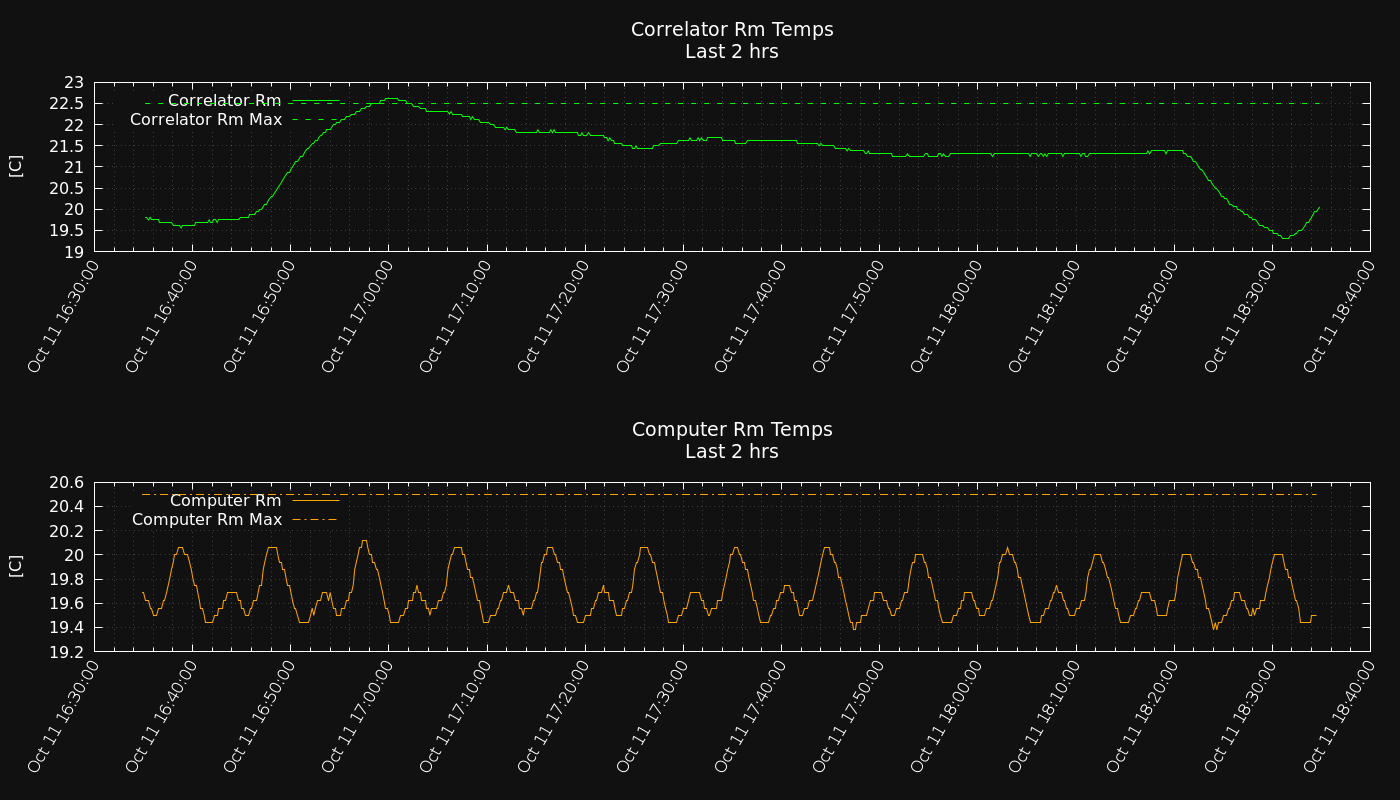 Correlator Rm Temps
Last 2 hrs
23
22.5
22
21.5
21
20.5
20
19.5
19
[C]
Correlator Rm
Correlator Rm Max
Oct 11 16:30:00
Oct 11 16:40:00
Oct 11 16:50:00
Oct 11 17:00:00
Oct 11 17:10:00
Oct 11 17:20:00
Oct 11 17:30:00
Oct 11 17:40:00
Oct 11 17:50:00
Oct 11 18:00:00
Oct 11 18:10:00
Oct 11 18:20:00
Oct 11 18:30:00
Oct 11 18:40:00
Computer Rm Temps
Last 2 hrs
20.6
20.4
20.2
20
19.8
19.6
19.4
19.2
[C]
Computer Rm
Computer Rm Max
Oct 11 16:30:00
Oct 11 16:40:00
Oct 11 16:50:00
Oct 11 17:00:00
Oct 11 17:10:00
Oct 11 17:20:00
Oct 11 17:30:00
Oct 11 17:40:00
Oct 11 17:50:00
Oct 11 18:00:00
Oct 11 18:10:00
Oct 11 18:20:00
Oct 11 18:30:00
Oct 11 18:40:00